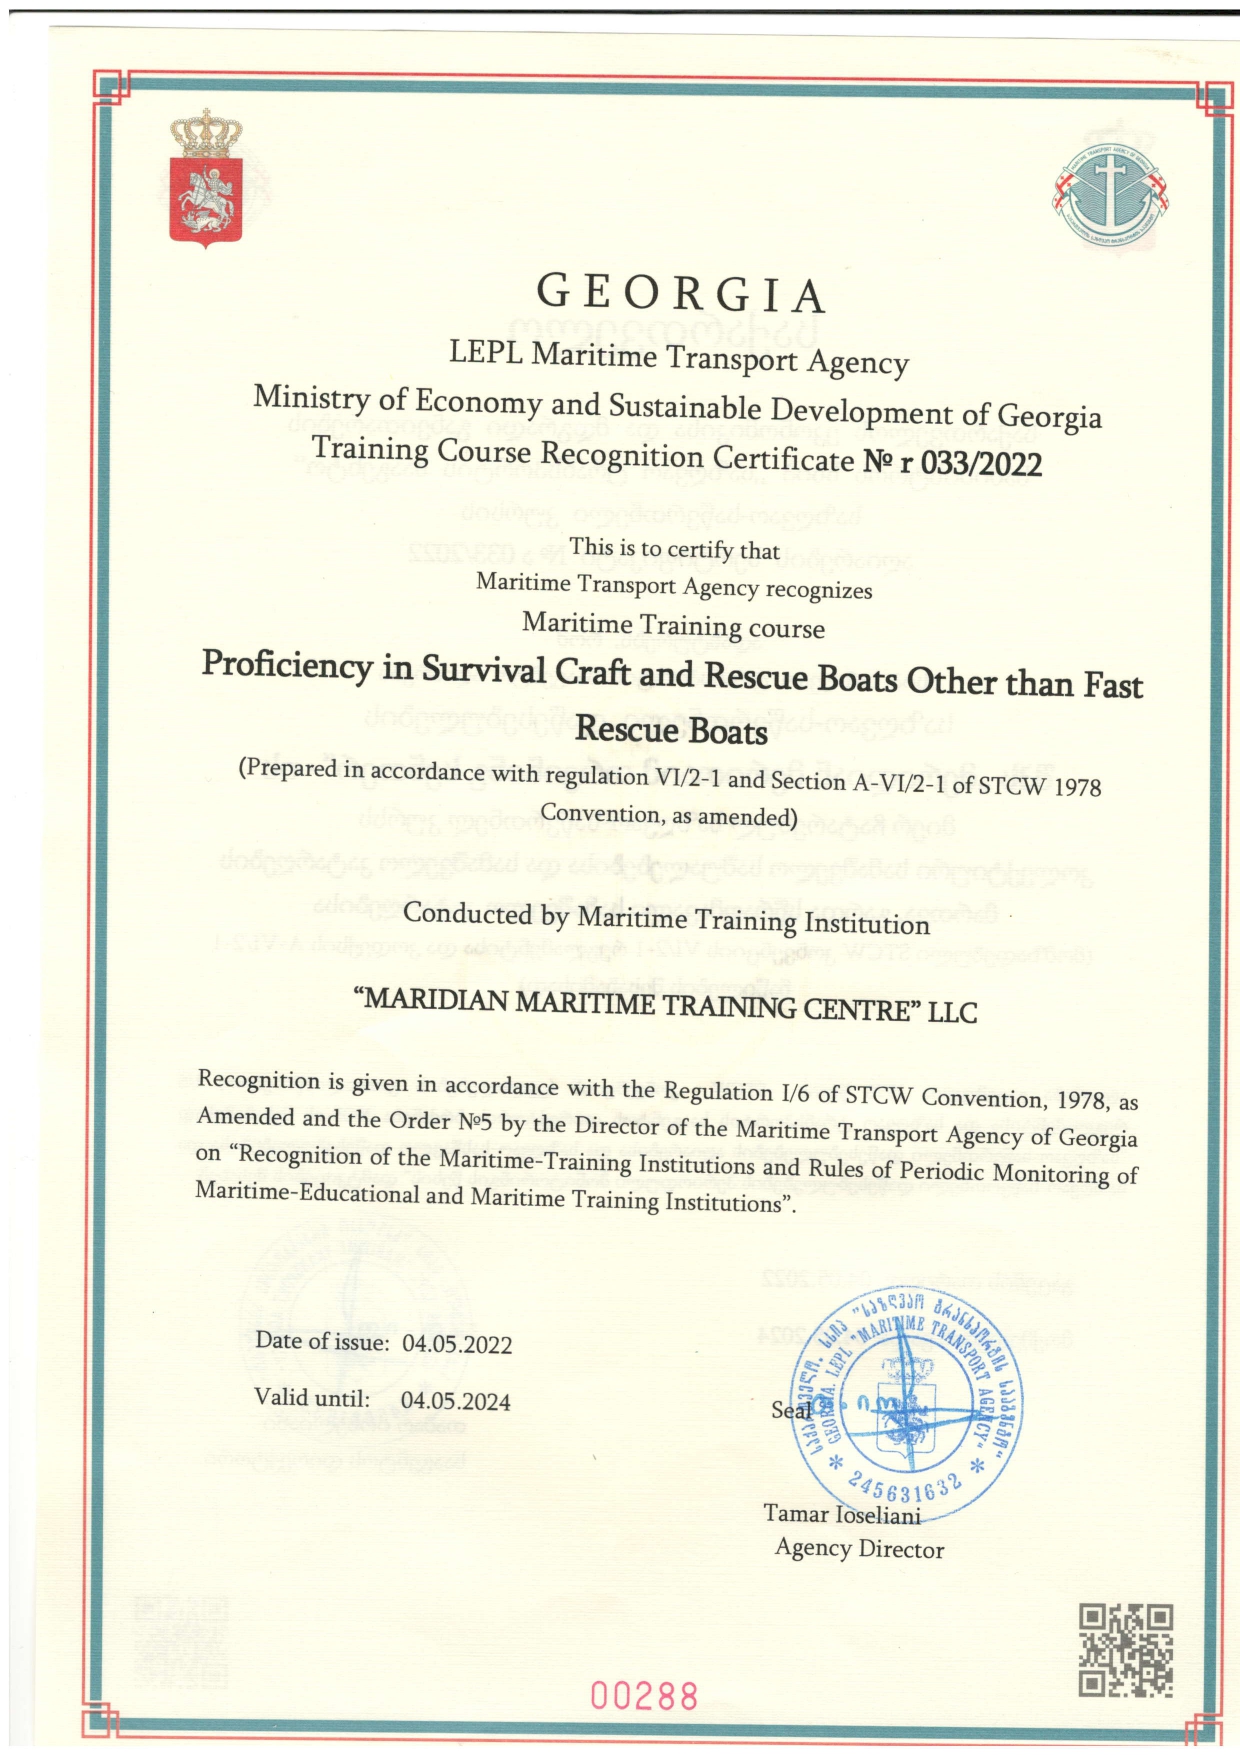 GEORGIA
LEPL Maritime Transport Agency
Ministry of Economy and Sustainable Development of Georgia
Training Course Recognition Certificate № r 033/2022
This is to certify that
Maritime Transport Agency recognizes
Maritime Training course
Proficiency in Survival Craft and Rescue Boats Other than Fast
Rescue Boats
(Prepared in accordance with regulation VI/2-1 and Section A-VI/2-1 of STCW 1978
Convention, as amended)
Conducted by Maritime Training Institution
“MARIDIAN MARITIME TRAINING CENTRE” LLC
Recognition is given in accordance with the Regulation I/6 of STCW Convention, 1978, as
Amended and the Order №5 by the Director of the Maritime Transport Agency of Georgia
on “Recognition of the Maritime-Training Institutions and Rules of Periodic Monitoring of
Maritime-Educational and Maritime Training Institutions”.
Date of issue: 04.05.2022
Valid until: 04.05.2024
Seal
GEORGIA. LEPL "MARITIME TRANSPORT AGENCY"
* 245631632 *
Tamar Ioseliani
Agency Director
00288